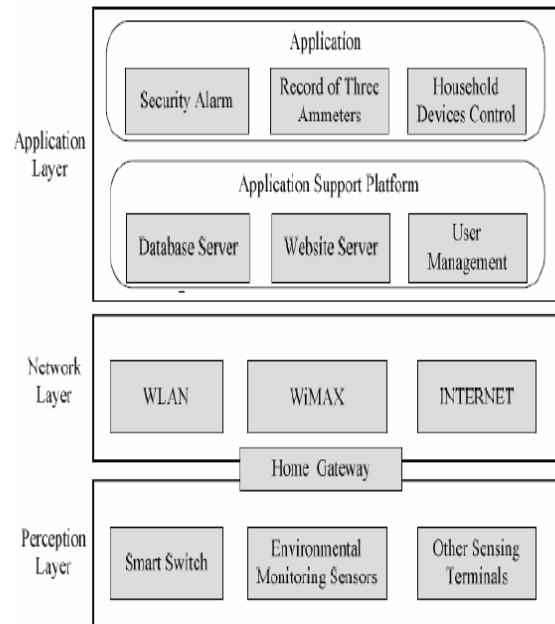 Application
Security Alarm
Record of Three
Ammeters
Household
Devices Control
Application
Layer
Application Support Platform
Database Server
Website Server
User
Management
Network
Layer
WLAN
WiMAX
INTERNET
Home Gateway
Perception
Layer
Smart Switch
Environmental
Monitoring Sensors
Other Sensing
Terminals